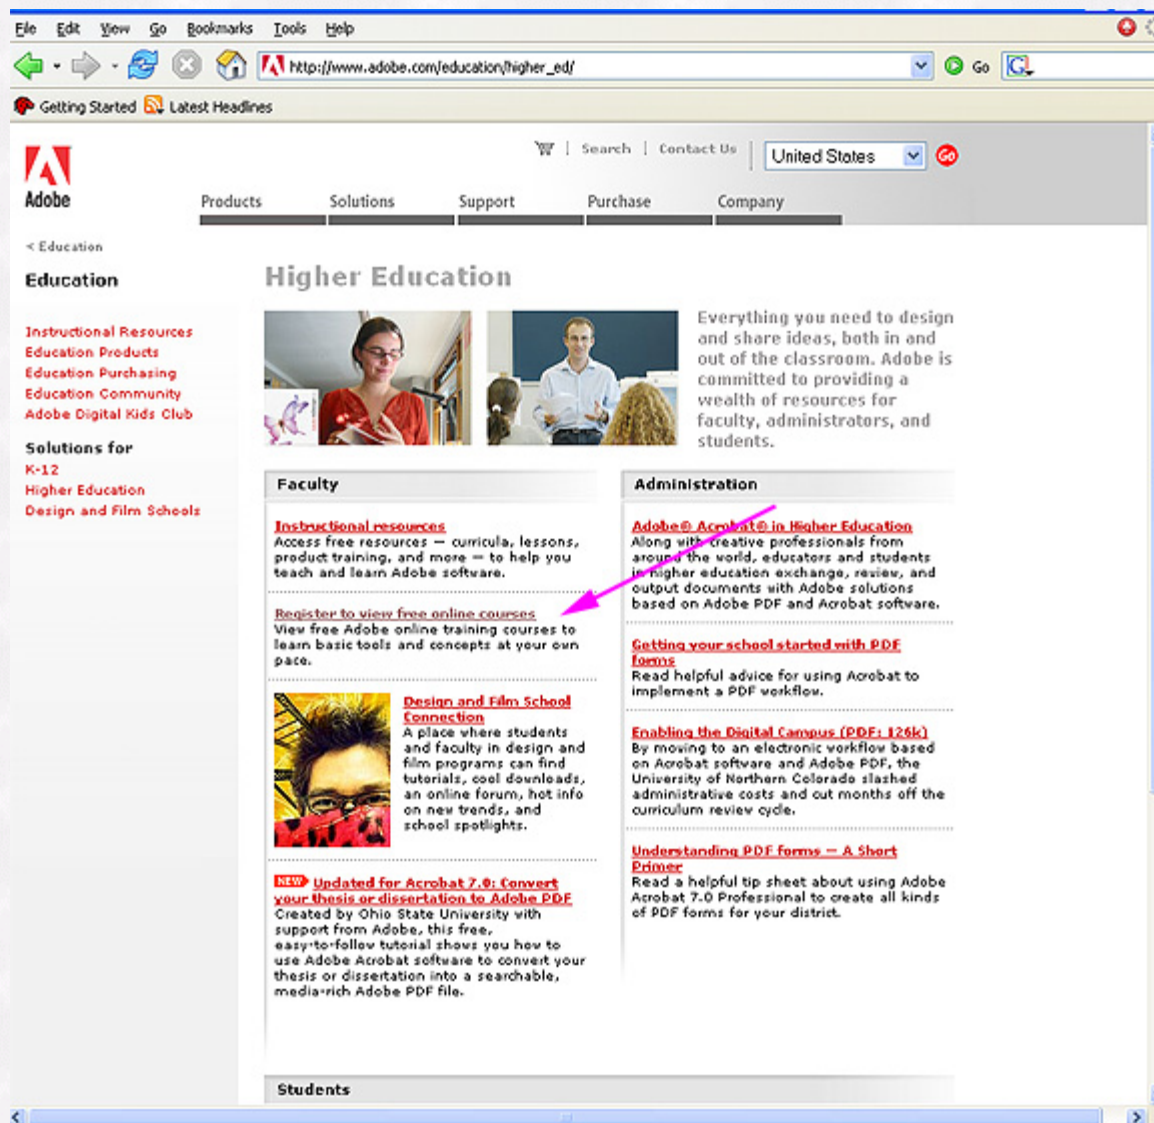 File Edit View Go Bookmarks Tools Help
http://www.adobe.com/education/higher_ed/
Go
G
Getting Started Latest Headlines
Adobe
Search | Contact Us
United States
Go
Products Solutions Support Purchase Company
< Education
Education
Instructional Resources
Education Products
Education Purchasing
Education Community
Adobe Digital Kids Club
Solutions for
K-12
Higher Education
Design and Film Schools
Higher Education
Everything you need to design
and share ideas, both in and
out of the classroom. Adobe is
committed to providing a
wealth of resources for
faculty, administrators, and
students.
Faculty
Instructional resources
Access free resources — curricula, lessons,
product training, and more — to help you
teach and learn Adobe software.
Register to view free online courses
View free Adobe online training courses to
learn basic tools and concepts at your own
pace.
Design and Film School
Connection
A place where students
and faculty in design and
film programs can find
tutorials, cool downloads,
an online forum, hot info
on new trends, and
school spotlights.
NEW Updated for Acrobat 7.0: Convert
your thesis or dissertation to Adobe PDF
Created by Ohio State University with
support from Adobe, this free,
easy-to-follow tutorial shows you how to
use Adobe Acrobat software to convert your
thesis or dissertation into a searchable,
media-rich Adobe PDF file.
Administration
Adobe® Acrobat® in Higher Education
Along with creative professionals from
around the world, educators and students
in higher education exchange, review, and
output documents with Adobe solutions
based on Adobe PDF and Acrobat software.
Getting your school started with PDF
forms
Read helpful advice for using Acrobat to
implement a PDF workflow.
Enabling the Digital Campus (PDF: 126k)
By moving to an electronic workflow based
on Acrobat software and Adobe PDF, the
University of Northern Colorado slashed
administrative costs and cut months off the
curriculum review cycle.
Understanding PDF forms — A Short
Primer
Read a helpful tip sheet about using Adobe
Acrobat 7.0 Professional to create all kinds
of PDF forms for your district.
Students